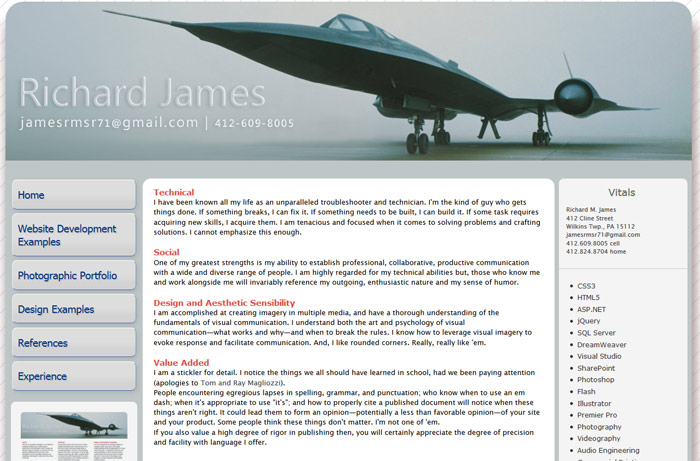 Richard James
jamesrmsr71@gmail.com | 412-609-8005
Home
Website Development
Examples
Photographic Portfolio
Design Examples
References
Experience
Technical
I have been known all my life as an unparalleled troubleshooter and technician. I'm the kind of guy who gets
things done. If something breaks, I can fix it. If something needs to be built, I can build it. If some task requires
acquiring new skills, I acquire them. I am tenacious and focused when it comes to solving problems and crafting
solutions. I cannot emphasize this enough.
Social
One of my greatest strengths is my ability to establish professional, collaborative, productive communication
with a wide and diverse range of people. I am highly regarded for my technical abilities but, those who know me
and work alongside me will invariably reference my outgoing, enthusiastic nature and my sense of humor.
Design and Aesthetic Sensibility
I am accomplished at creating imagery in multiple media, and have a thorough understanding of the
fundamentals of visual communication. I understand both the art and psychology of visual
communication—what works and why—and when to break the rules. I know how to leverage visual imagery to
evoke response and facilitate communication. And, I like rounded corners. Really, really like 'em.
Value Added
I am a stickler for detail. I notice the things we all should have learned in school, had we been paying attention
(apologies to Tom and Ray Magliozzi).
People encountering egregious lapses in spelling, grammar, and punctuation; who know when to use an em
dash; when it's appropriate to use "it's"; and how to properly cite a published document will notice when these
things aren't right. It could lead them to form an opinion—potentially a less than favorable opinion—of your site
and your product. Some people think these things don't matter. I'm not one of 'em.
If you also value a high degree of rigor in publishing then, you will certainly appreciate the degree of precision
and facility with language I offer.
Vitals
Richard M. James
412 Cline Street
Wilkins Twp., PA 15112
jamesrmsr71@gmail.com
412.609.8005 cell
412.824.8704 home
CSS3
HTML5
ASP.NET
jQuery
SQL Server
DreamWeaver
Visual Studio
SharePoint
Photoshop
Flash
Illustrator
Premier Pro
Photography
Videography
Audio Engineering